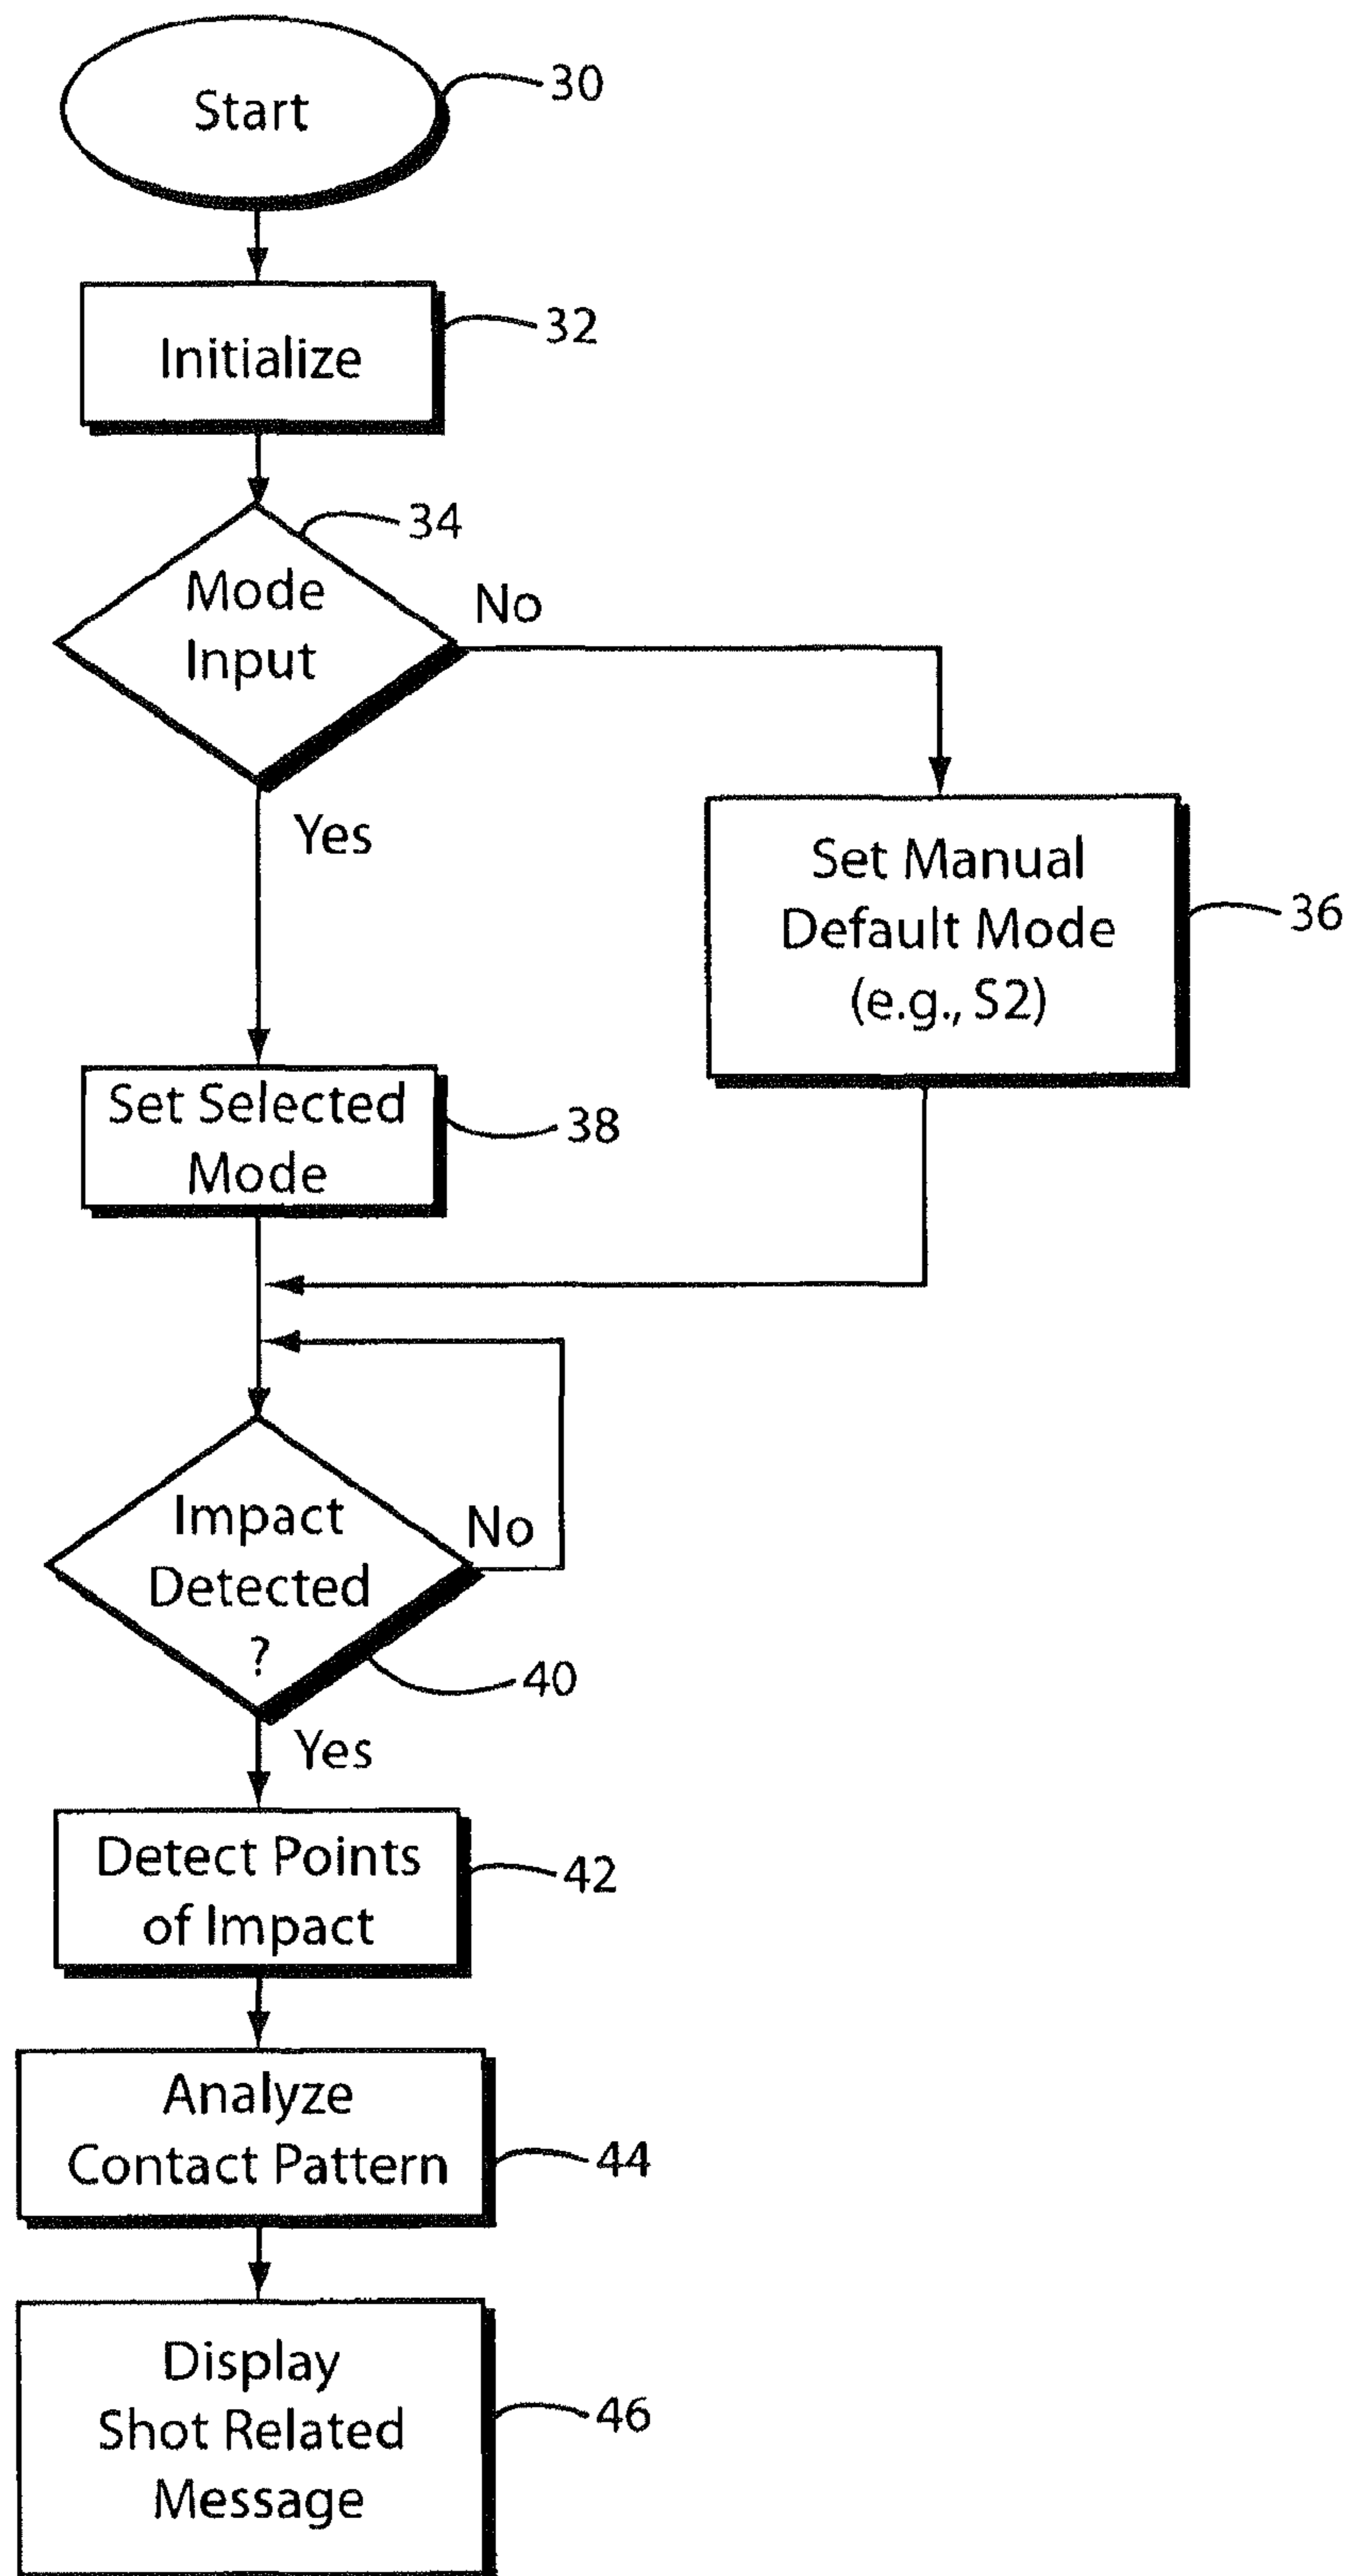 Start
30
Initialize
32
34
Mode
Input
No
Yes
Set Manual
Default Mode
(e.g., S2)
36
Set Selected
Mode
38
Impact
Detected
?
No
40
Yes
Detect Points
of Impact
42
Analyze
Contact Pattern
44
Display
Shot Related
Message
46